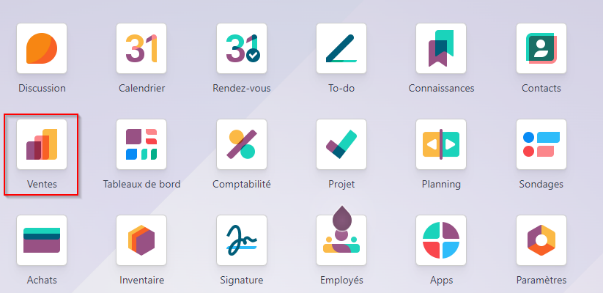 Discussion
Calendrier
Rendez-vous
To-do
Connaissances
Contacts
Ventes
Tableaux de bord
Comptabilité
Projet
Planning
Sondages
Achats
Inventaire
Signature
Employés
Apps
Paramètres